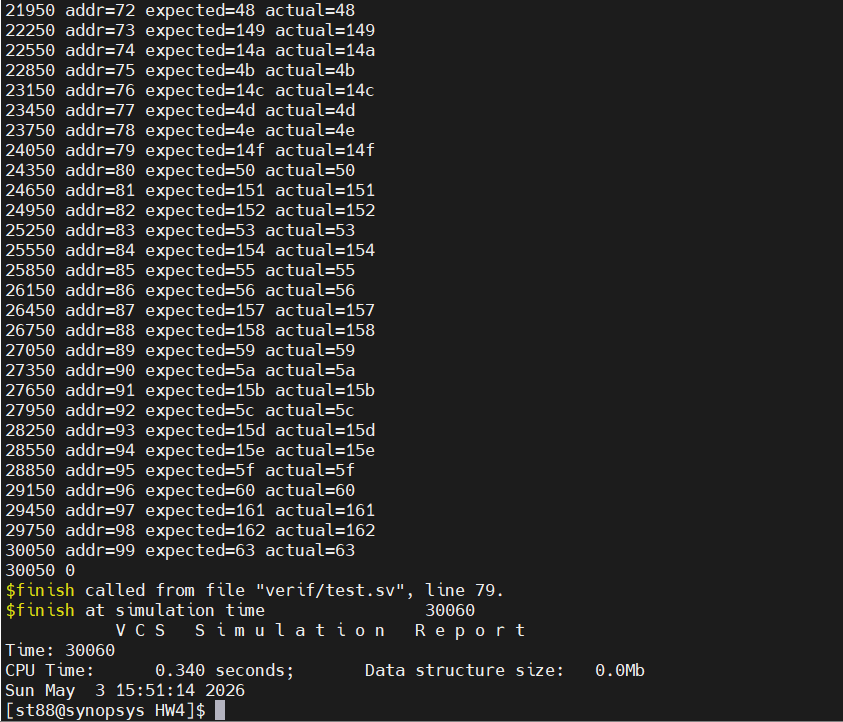 21950 addr=72 expected=48 actual=48
22250 addr=73 expected=149 actual=149
22550 addr=74 expected=14a actual=14a
22850 addr=75 expected=4b actual=4b
23150 addr=76 expected=14c actual=14c
23450 addr=77 expected=4d actual=4d
23750 addr=78 expected=4e actual=4e
24050 addr=79 expected=14f actual=14f
24350 addr=80 expected=50 actual=50
24650 addr=81 expected=151 actual=151
24950 addr=82 expected=152 actual=152
25250 addr=83 expected=53 actual=53
25550 addr=84 expected=154 actual=154
25850 addr=85 expected=55 actual=55
26150 addr=86 expected=56 actual=56
26450 addr=87 expected=157 actual=157
26750 addr=88 expected=158 actual=158
27050 addr=89 expected=59 actual=59
27350 addr=90 expected=5a actual=5a
27650 addr=91 expected=15b actual=15b
27950 addr=92 expected=5c actual=5c
28250 addr=93 expected=15d actual=15d
28550 addr=94 expected=15e actual=15e
28850 addr=95 expected=5f actual=5f
29150 addr=96 expected=60 actual=60
29450 addr=97 expected=161 actual=161
29750 addr=98 expected=162 actual=162
30050 addr=99 expected=63 actual=63
30050 0
$finish called from file "verif/test.sv", line 79.
$finish at simulation time                30060
           V C S   S i m u l a t i o n   R e p o r t
Time: 30060
CPU Time:      0.340 seconds;       Data structure size:   0.0Mb
Sun May  3 15:51:14 2026
[st88@synopsys HW4]$